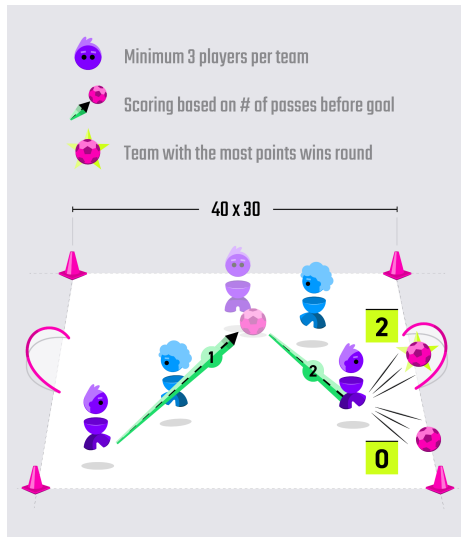 Minimum 3 players per team
Scoring based on # of passes before goal
Team with the most points wins round
40 x 30
2
1
2
0